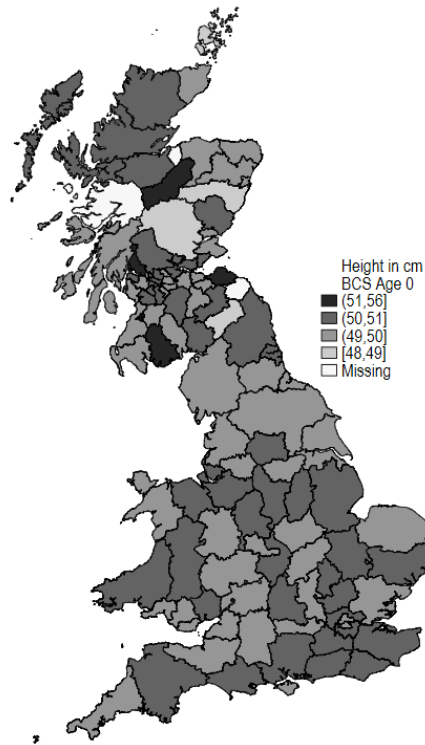 Height in cm
BCS Age 0
(51,56]
(50,51]
(49,50]
[48,49]
Missing